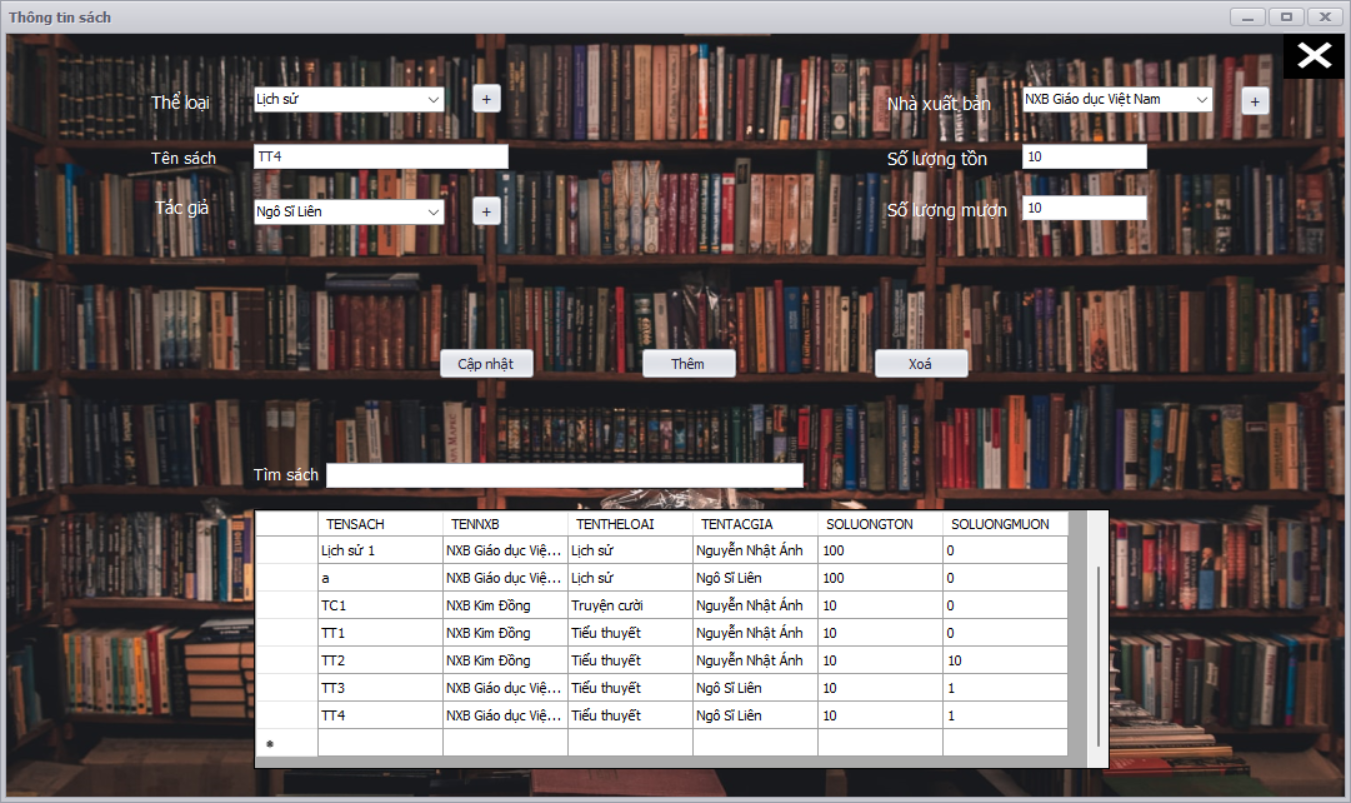 Thông tin sách
Thể loại Lịch sử + Nhà xuất bản NXB Giáo dục Việt Nam +
Tên sách TT4 Số lượng tồn 10
Tác giả Ngô Sĩ Liên + Số lượng mượn 10
Cập nhật Thêm Xoá
Tìm sách
TENSACH TENNXB TENTHELOAI TENTACGIA SOLUONGTON SOLUONGMUON
Lịch sử 1 NXB Giáo dục Việ... Lịch sử Nguyễn Nhật Ánh 100 0
a NXB Giáo dục Việ... Lịch sử Ngô Sĩ Liên 100 0
TC1 NXB Kim Đồng Truyện cười Nguyễn Nhật Ánh 10 0
TT1 NXB Kim Đồng Tiểu thuyết Nguyễn Nhật Ánh 10 0
TT2 NXB Kim Đồng Tiểu thuyết Nguyễn Nhật Ánh 10 10
TT3 NXB Giáo dục Việ... Tiểu thuyết Ngô Sĩ Liên 10 1
TT4 NXB Giáo dục Việ... Tiểu thuyết Ngô Sĩ Liên 10 1